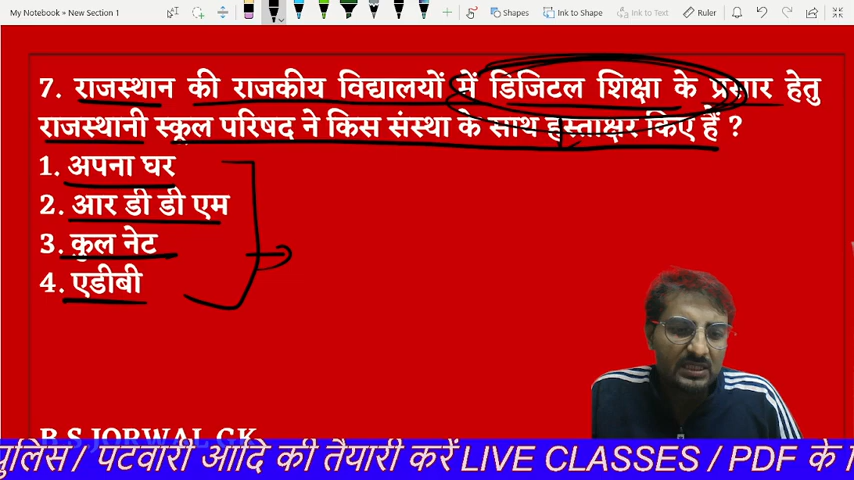 My Notebook » New Section 1
Shapes
Ink to Shape
Ink to Text
Ruler
7. राजस्थान की राजकीय विद्यालयों में डिजिटल शिक्षा के प्रसार हेतु
राजस्थानी स्कूल परिषद ने किस संस्था के साथ हस्ताक्षर किए हैं ?
1. अपना घर
2. आर डी डी एम
3. कुल नेट
4. एडीबी
B.S.JORWAL GK
पुलिस / पटवारी आदि की तैयारी करें LIVE CLASSES / PDF के